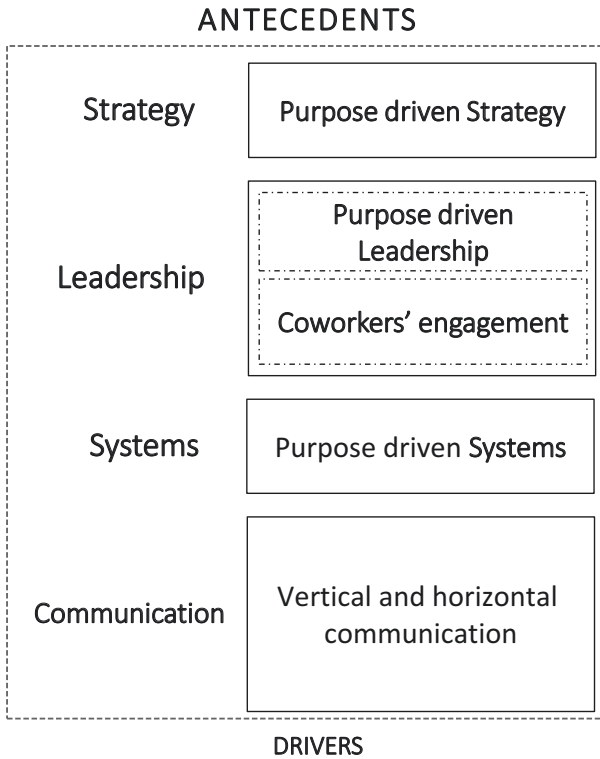 ANTECEDENTS
Strategy
Purpose driven Strategy
Leadership
Purpose driven
Leadership
Coworkers’ engagement
Systems
Purpose driven Systems
Communication
Vertical and horizontal
communication
DRIVERS